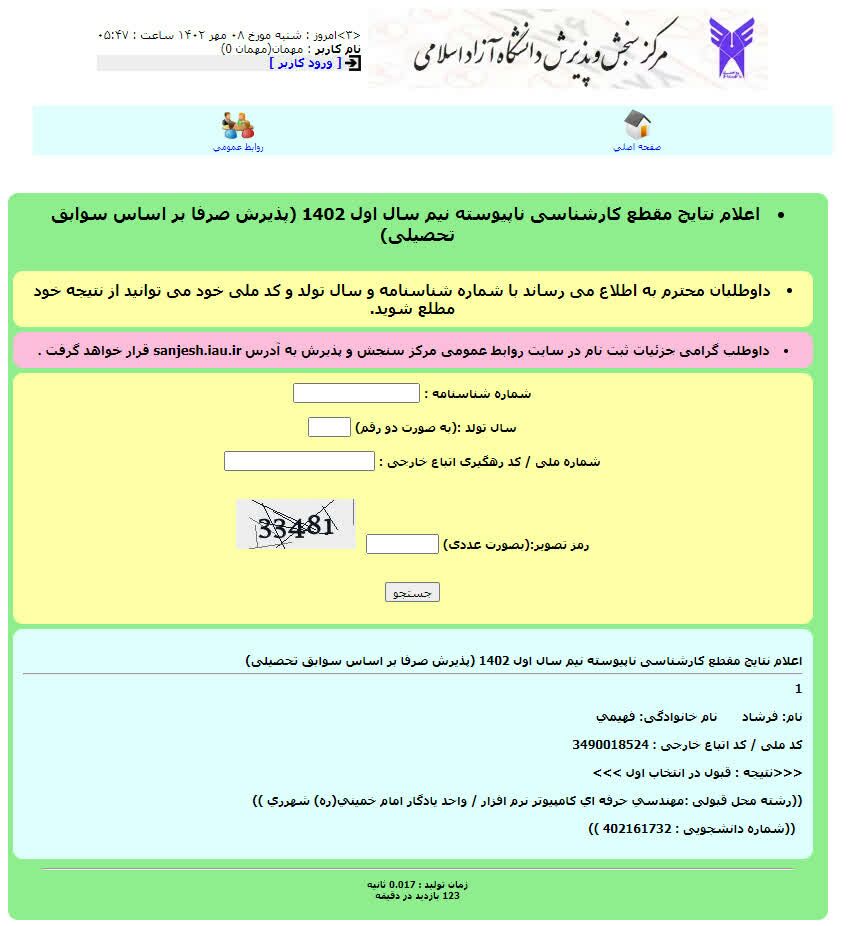 مرکز سنجش و پذیرش دانشگاه آزاد اسلامی
<۳>امروز : شنبه مورخ ۰۸ مهر ۱۴۰۲ ساعت : ۰۵:۴۷
نام کاربر : مهمان(مهمان 0)
[ ورود کاربر ]
صفحه اصلی
روابط عمومی
اعلام نتایج مقطع کارشناسی ناپیوسته نیم سال اول 1402 (پذیرش صرفا بر اساس سوابق
تحصیلی)
داوطلبان محترم به اطلاع می رساند با شماره شناسنامه و سال تولد و کد ملی خود می توانید از نتیجه خود
مطلع شوید.
داوطلب گرامی جزئیات ثبت نام در سایت روابط عمومی مرکز سنجش و پذیرش به آدرس sanjesh.iau.ir قرار خواهد گرفت .
شماره شناسنامه :
سال تولد :(به صورت دو رقم)
شماره ملی / کد رهگیری اتباع خارجی :
رمز تصویر:(بصورت عددی)
33481
جستجو
اعلام نتایج مقطع کارشناسی ناپیوسته نیم سال اول 1402 (پذیرش صرفا بر اساس سوابق تحصیلی)
1
نام: فرشاد نام خانوادگی: فهيمي
کد ملی / کد اتباع خارجی : 3490018524
<<<نتیجه : قبول در انتخاب اول >>>
((رشته محل قبولی :مهندسي حرفه اي کامپيوتر نرم افزار / واحد يادگار امام خميني(ره) شهرري ))
((شماره دانشجویی : 402161732 ))
زمان تولید : 0.017 ثانیه
123 بازدید در دقیقه